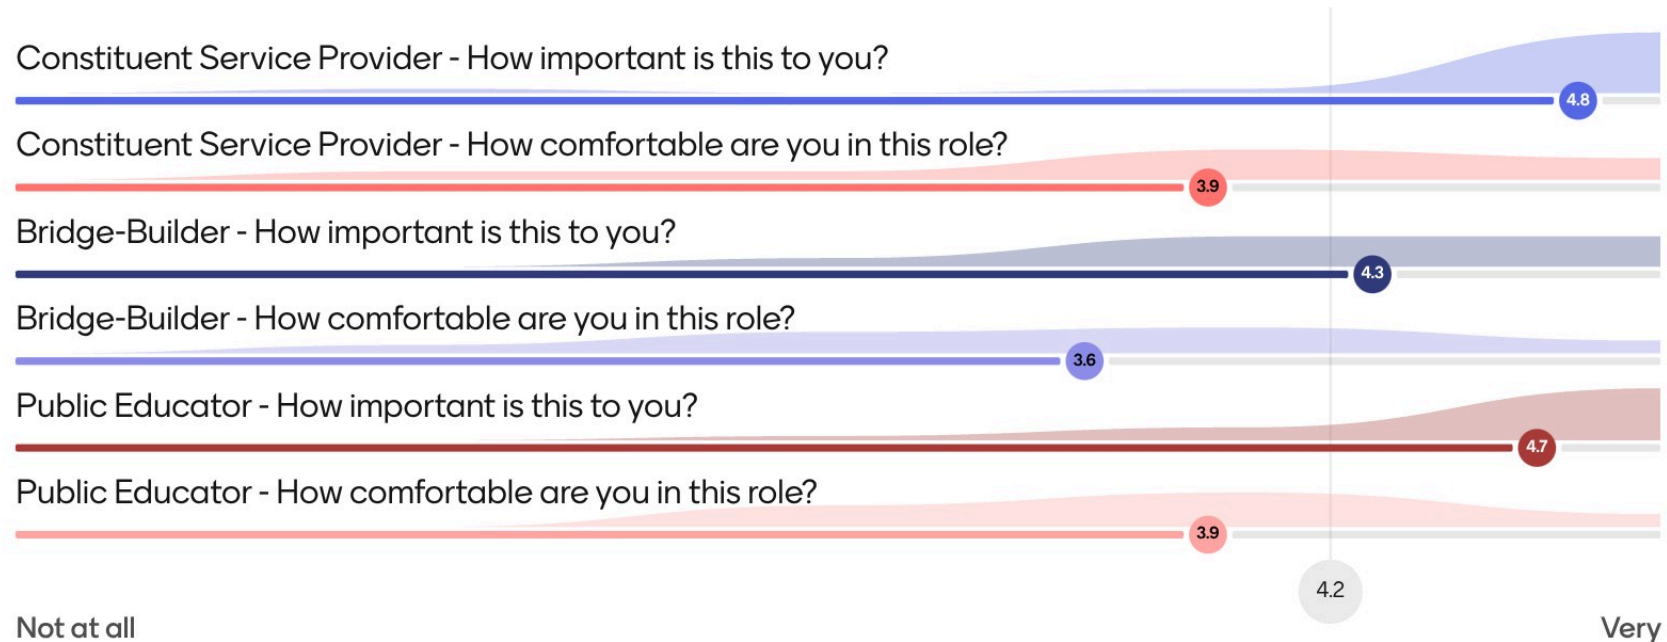 Constituent Service Provider - How important is this to you?
4.8
Constituent Service Provider - How comfortable are you in this role?
3.9
Bridge-Builder - How important is this to you?
4.3
Bridge-Builder - How comfortable are you in this role?
3.6
Public Educator - How important is this to you?
4.7
Public Educator - How comfortable are you in this role?
3.9
4.2
Not at all
Very